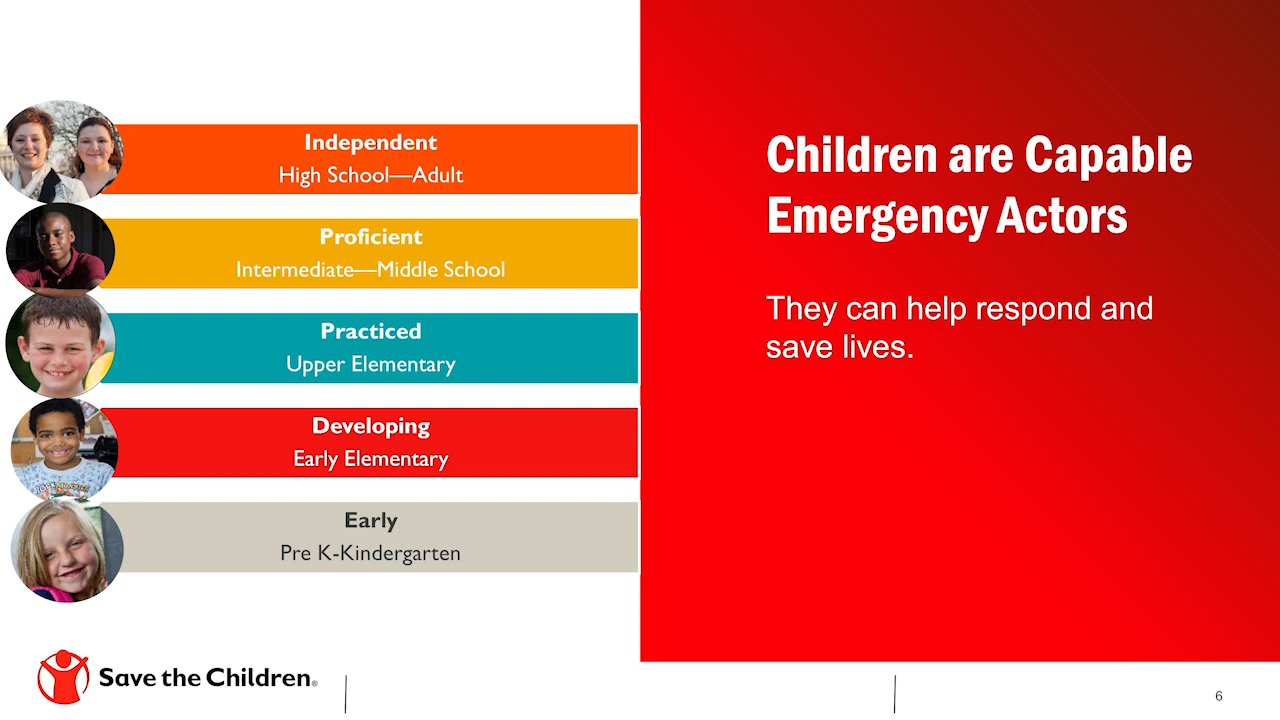 Independent
High School—Adult
Proficient
Intermediate—Middle School
Practiced
Upper Elementary
Developing
Early Elementary
Early
Pre K-Kindergarten
Children are Capable
Emergency Actors
They can help respond and
save lives.
Save the Children®
6